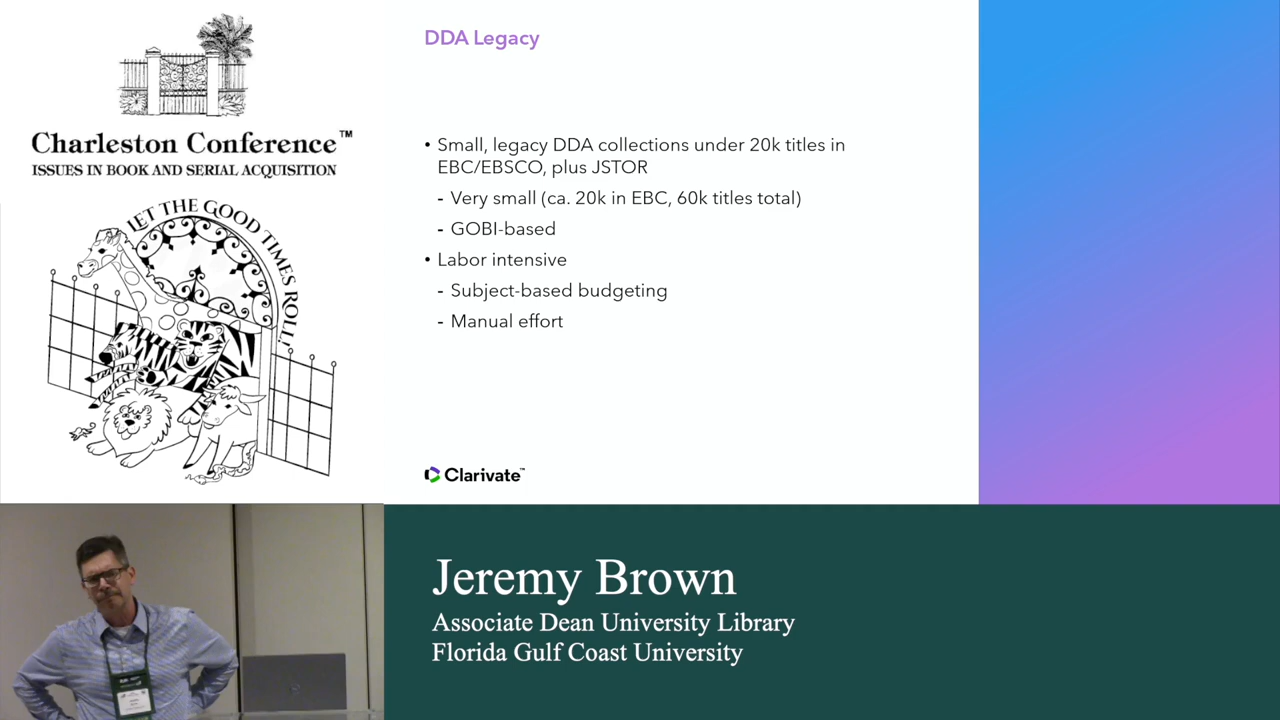 Charleston Conference™
ISSUES IN BOOK AND SERIAL ACQUISITION
LET THE GOOD TIMES ROLL!
DDA Legacy
• Small, legacy DDA collections under 20k titles in
EBC/EBSCO, plus JSTOR
- Very small (ca. 20k in EBC, 60k titles total)
- GOBI-based
• Labor intensive
- Subject-based budgeting
- Manual effort
Clarivate™
Jeremy Brown
Associate Dean University Library
Florida Gulf Coast University